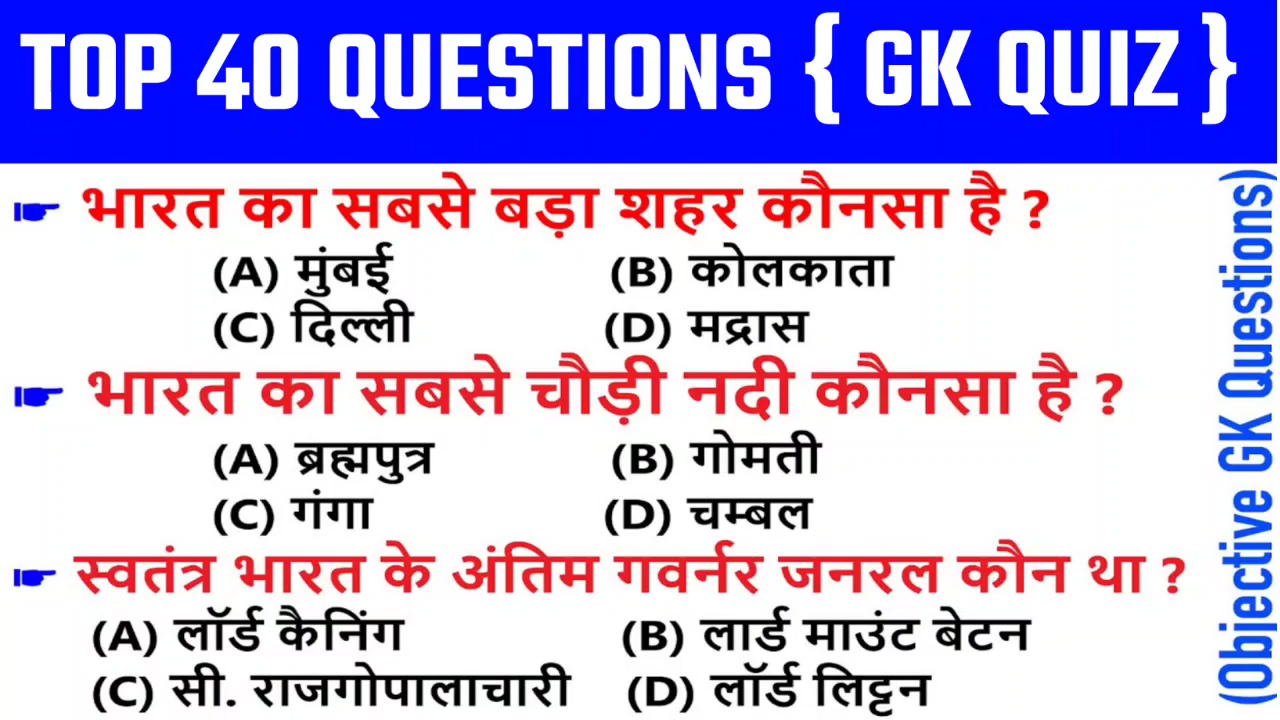 TOP 40 QUESTIONS { GK QUIZ }
☛ भारत का सबसे बड़ा शहर कौनसा है ?
(A) मुंबई (B) कोलकाता
(C) दिल्ली (D) मद्रास
☛ भारत का सबसे चौड़ी नदी कौनसा है ?
(A) ब्रह्मपुत्र (B) गोमती
(C) गंगा (D) चम्बल
☛ स्वतंत्र भारत के अंतिम गवर्नर जनरल कौन था ?
(A) लॉर्ड कैनिंग (B) लार्ड माउंट बेटन
(C) सी. राजगोपालाचारी (D) लॉर्ड लिट्टन
(Objective GK Questions)